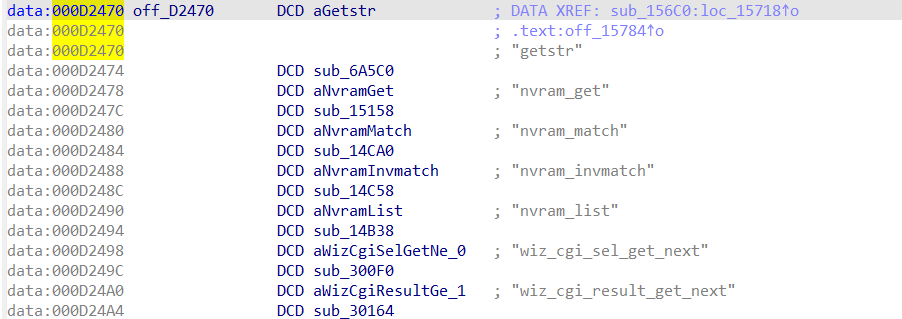 data:000D2470 off_D2470 DCD aGetstr ; DATA XREF: sub_156C0:loc_15718↑o
data:000D2470 ; .text:off_15784↑o
data:000D2470 ; "getstr"
data:000D2474 DCD sub_6A5C0
data:000D2478 DCD aNvramGet ; "nvram_get"
data:000D247C DCD sub_15158
data:000D2480 DCD aNvramMatch ; "nvram_match"
data:000D2484 DCD sub_14CA0
data:000D2488 DCD aNvramInvmatch ; "nvram_invmatch"
data:000D248C DCD sub_14C58
data:000D2490 DCD aNvramList ; "nvram_list"
data:000D2494 DCD sub_14B38
data:000D2498 DCD aWizCgiSelGetNe_0 ; "wiz_cgi_sel_get_next"
data:000D249C DCD sub_300F0
data:000D24A0 DCD aWizCgiResultGe_1 ; "wiz_cgi_result_get_next"
data:000D24A4 DCD sub_30164